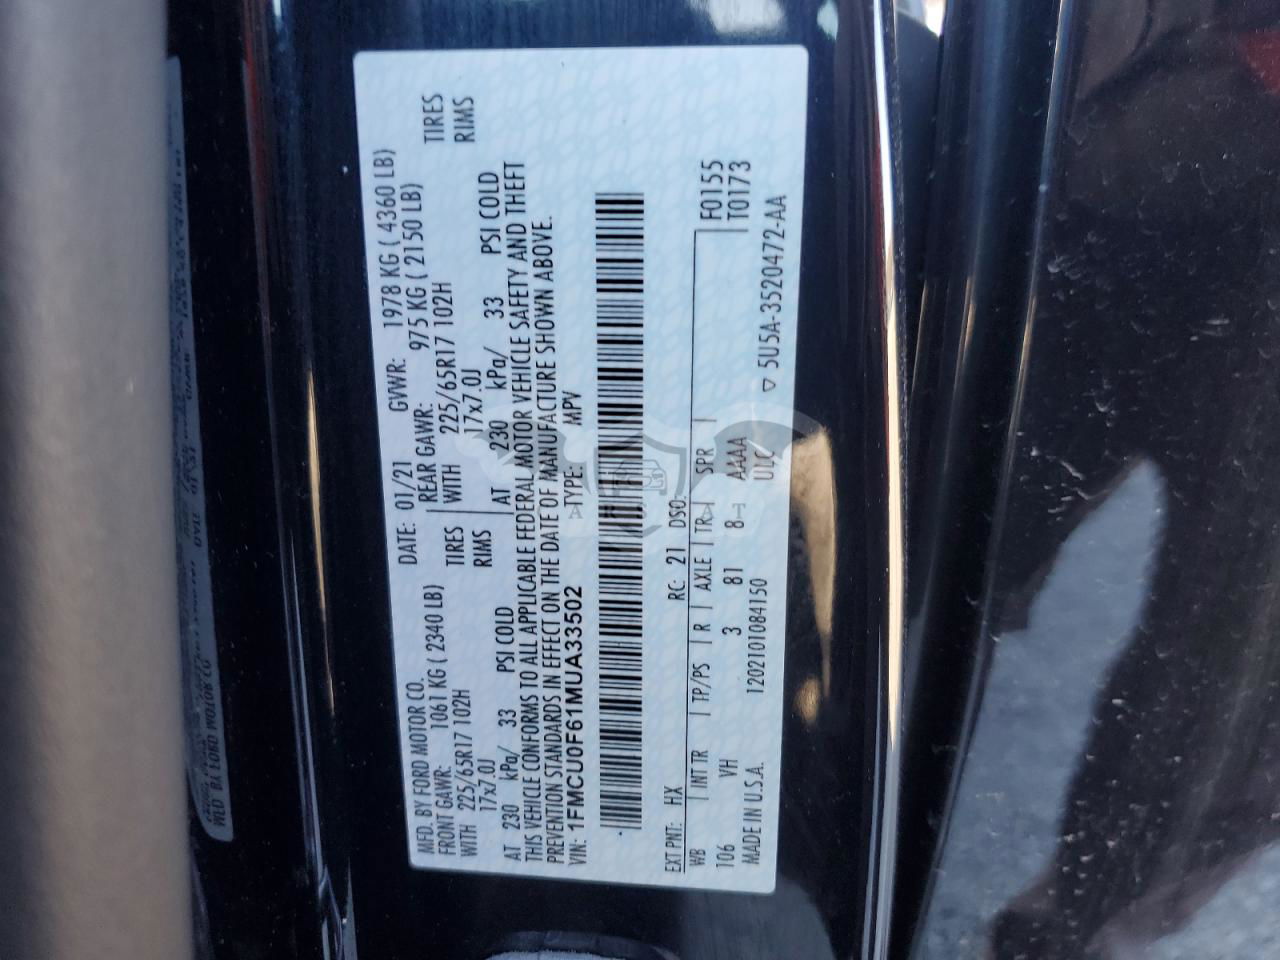 MFD. BY FORD MOTOR CO. DATE: 01/21 GVWR: 1978 KG ( 4360 LB)
FRONT GAWR: 1061 KG ( 2340 LB) REAR GAWR: 975 KG ( 2150 LB)
WITH 225/65R17 102H TIRES WITH 225/65R17 102H TIRES
17x7.0J RIMS 17x7.0J RIMS
AT 230 kPa/ 33 PSI COLD AT 230 kPa/ 33 PSI COLD
THIS VEHICLE CONFORMS TO ALL APPLICABLE FEDERAL MOTOR VEHICLE SAFETY AND THEFT
PREVENTION STANDARDS IN EFFECT ON THE DATE OF MANUFACTURE SHOWN ABOVE.
VIN: 1FMCU0F61MUA33502 TYPE: MPV
EXT PNT: HX RC: 21 DSO:
WB INT TR TP/PS R AXLE TR SPR F0155
106 VH 3 81 8 AAAA T0173
MADE IN U.S.A. 1202101084150 ULC ▽ 5U5A-3520472-AA